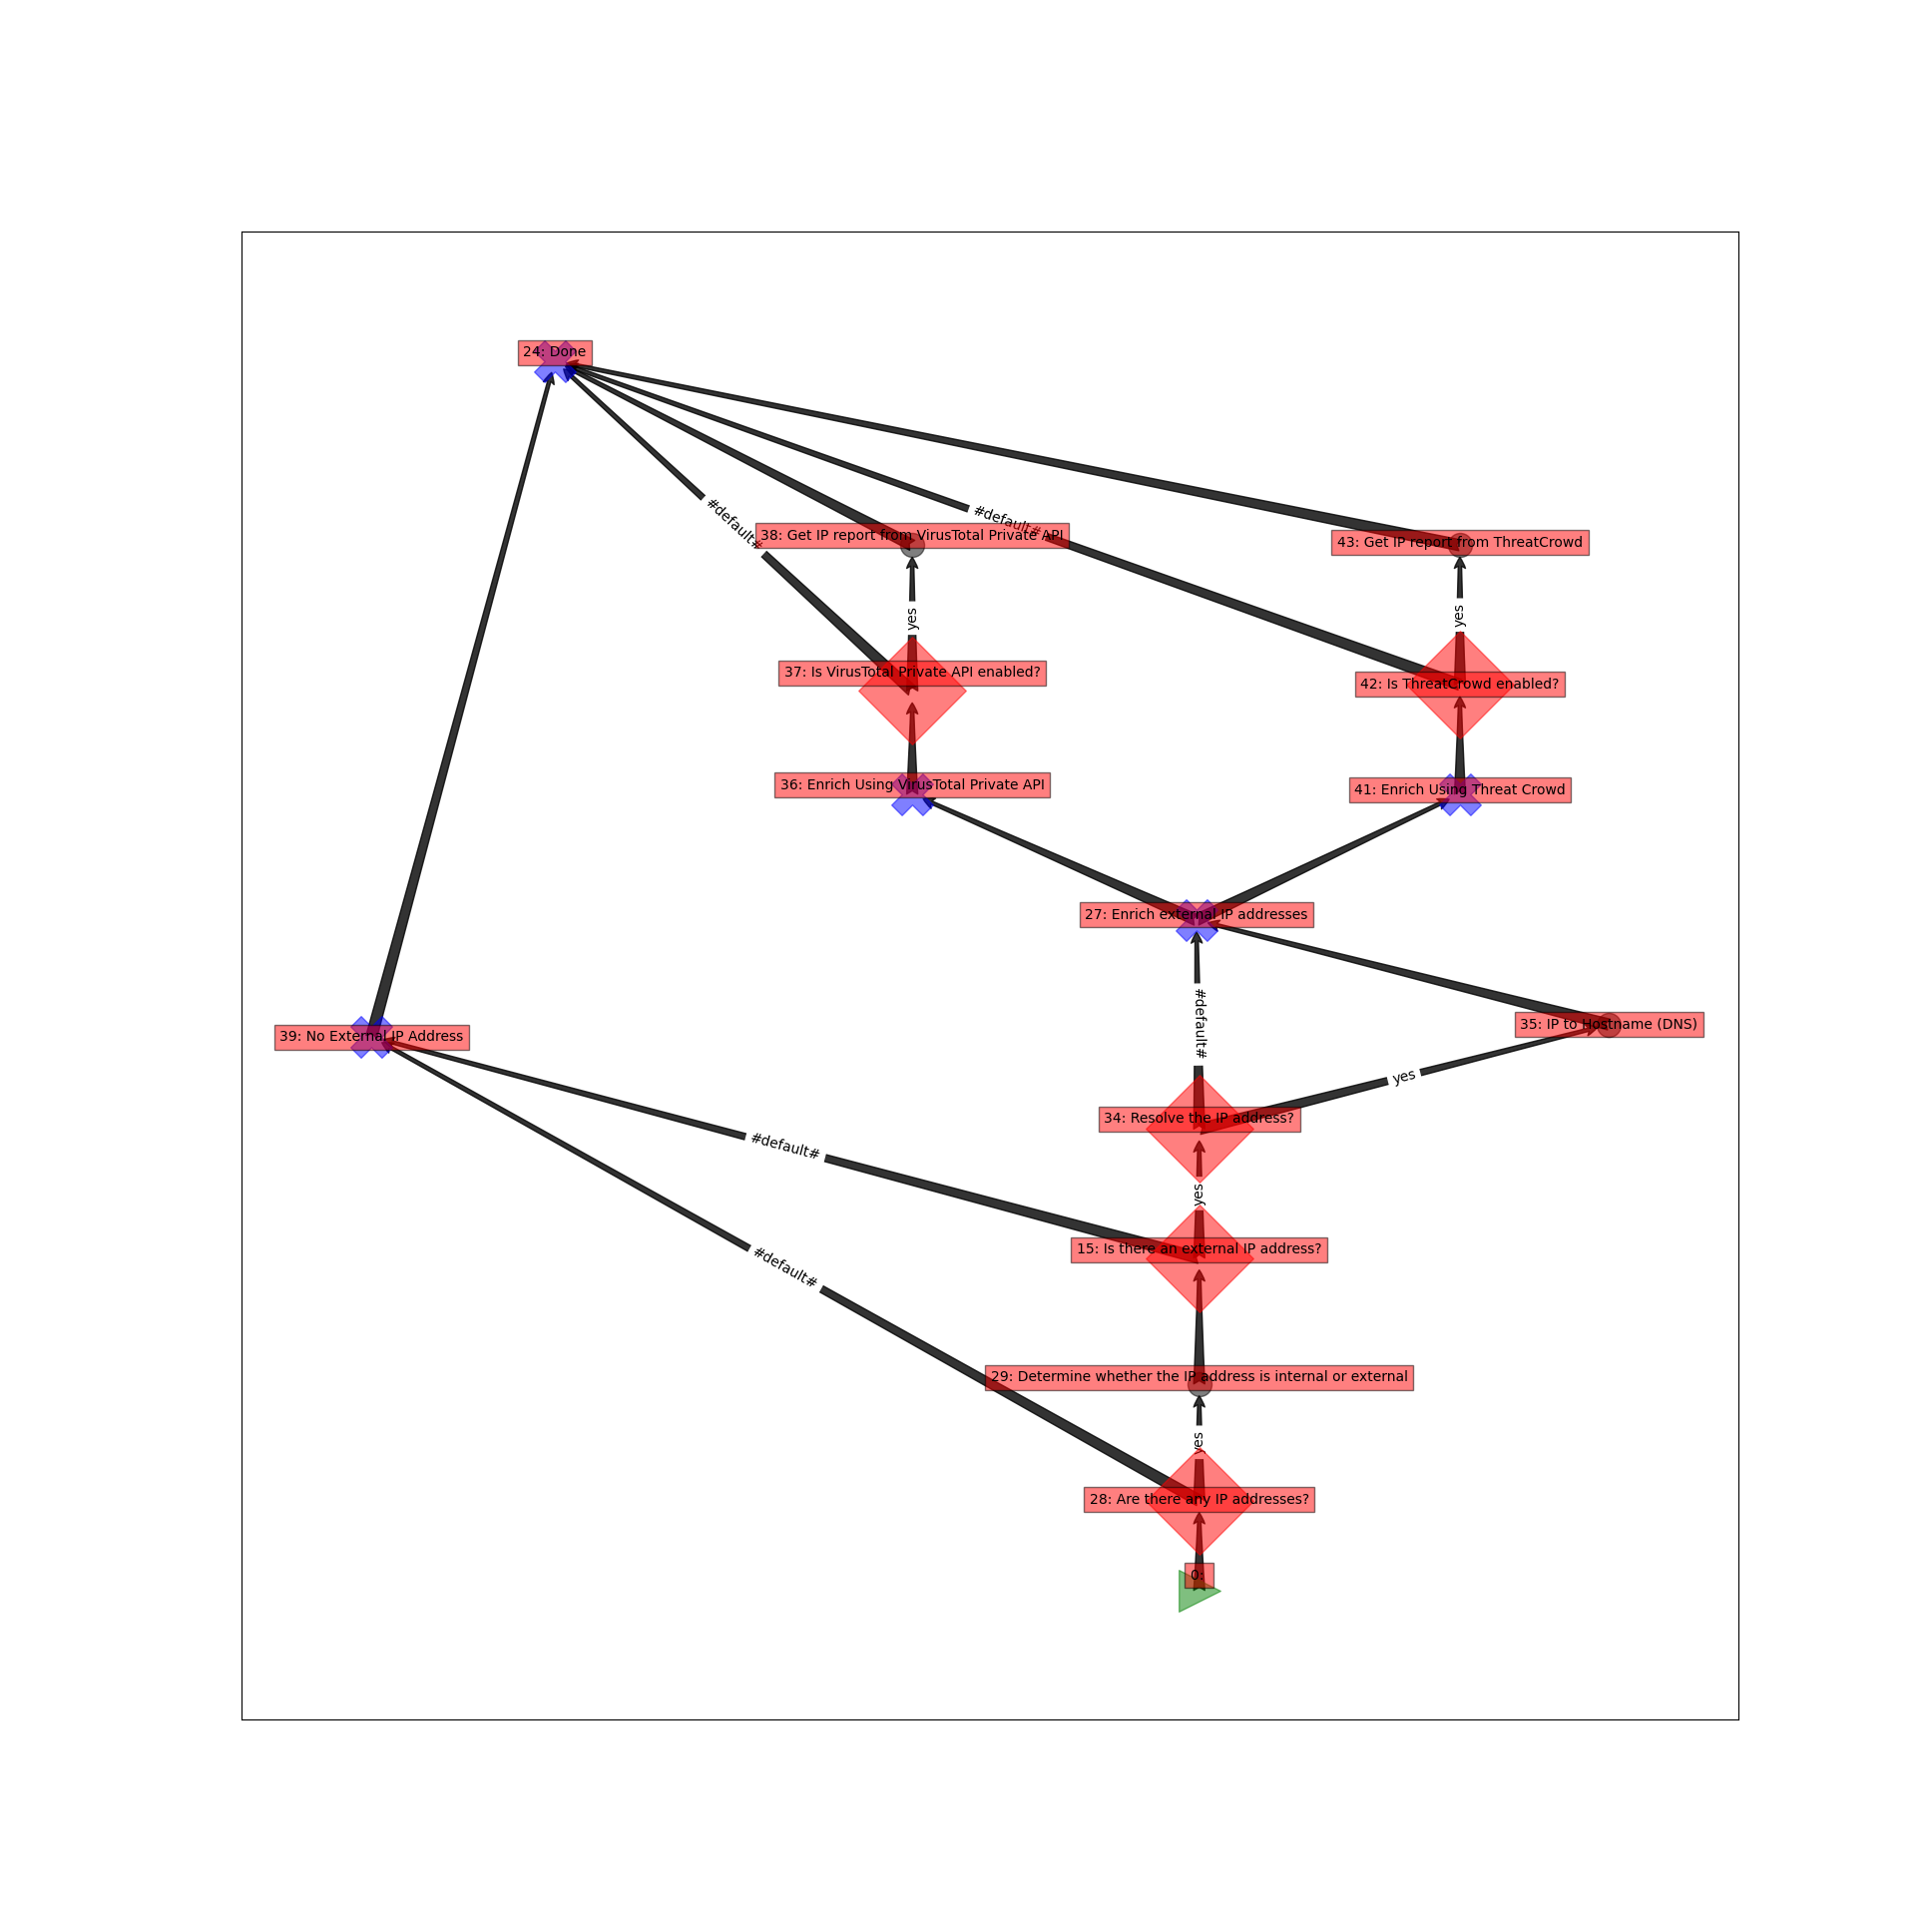 24: Done
#default#
#default#
38: Get IP report from VirusTotal Private API
43: Get IP report from ThreatCrowd
yes
yes
37: Is VirusTotal Private API enabled?
42: Is ThreatCrowd enabled?
36: Enrich Using VirusTotal Private API
41: Enrich Using Threat Crowd
27: Enrich external IP addresses
#default#
35: IP to Hostname (DNS)
39: No External IP Address
yes
34: Resolve the IP address?
#default#
yes
15: Is there an external IP address?
#default#
29: Determine whether the IP address is internal or external
yes
28: Are there any IP addresses?
0: